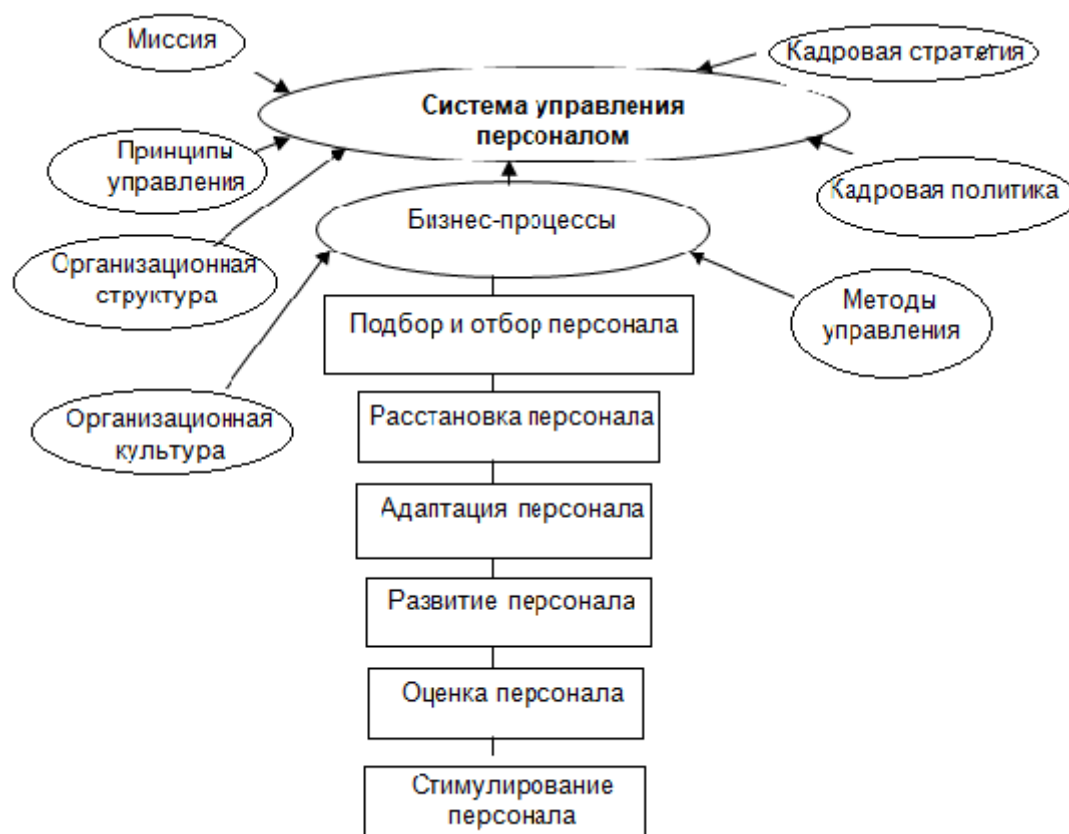 Миссия
Кадровая стратегия
Система управления
персоналом
Принципы
управления
Кадровая политика
Бизнес-процессы
Организационная
структура
Методы
управления
Подбор и отбор персонала
Организационная
культура
Расстановка персонала
Адаптация персонала
Развитие персонала
Оценка персонала
Стимулирование
персонала